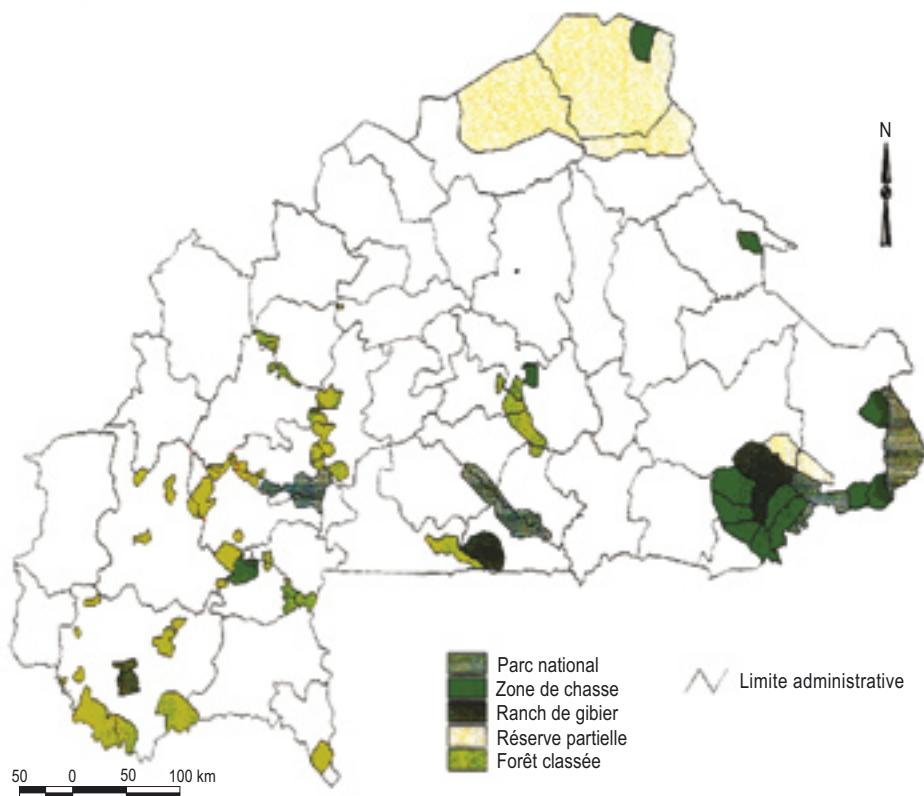 N
Parc national
Zone de chasse
Ranch de gibier
Réserve partielle
Forêt classée
Limite administrative
50 0 50 100 km